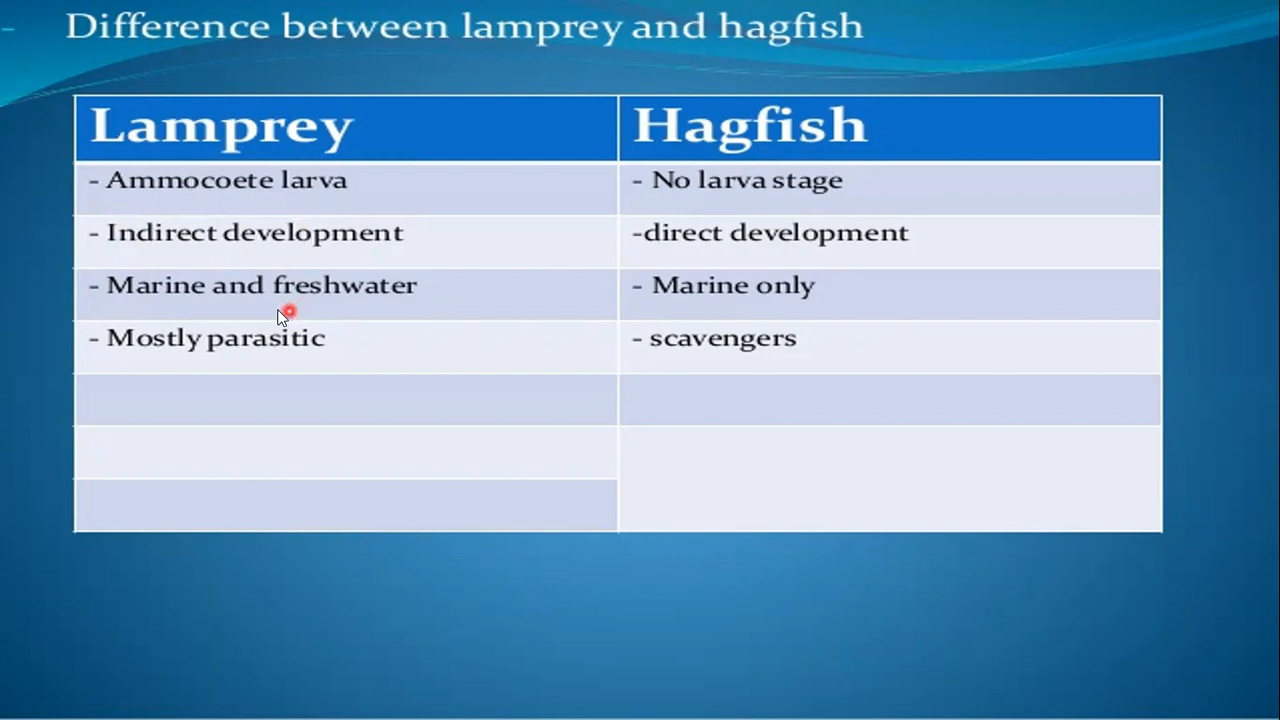 - Difference between lamprey and hagfish
Lamprey Hagfish
- Ammocoete larva - No larva stage
- Indirect development -direct development
- Marine and freshwater - Marine only
- Mostly parasitic - scavengers